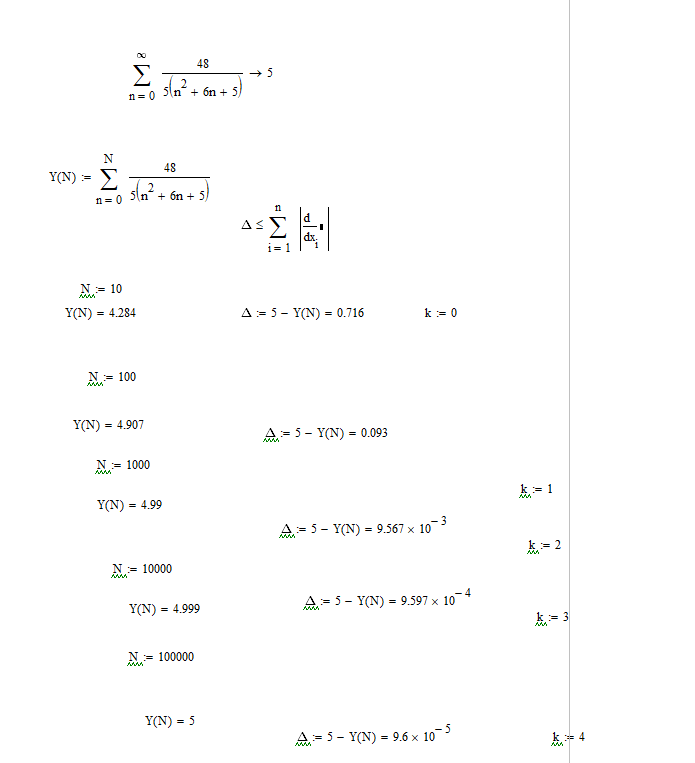 ∞
∑ 48 / 5(n² + 6n + 5) → 5
n = 0
N
Y(N) := ∑ 48 / 5(n² + 6n + 5)
n = 0
n
Δ ≤ ∑ | d / dxᵢ ▪ |
i = 1
N := 10
Y(N) = 4.284 Δ := 5 − Y(N) = 0.716 k := 0
N := 100
Y(N) = 4.907
Δ := 5 − Y(N) = 0.093
N := 1000
k := 1
Y(N) = 4.99
Δ := 5 − Y(N) = 9.567 × 10⁻³
k := 2
N := 10000
Δ := 5 − Y(N) = 9.597 × 10⁻⁴
Y(N) = 4.999
k := 3
N := 100000
Y(N) = 5
Δ := 5 − Y(N) = 9.6 × 10⁻⁵ k := 4